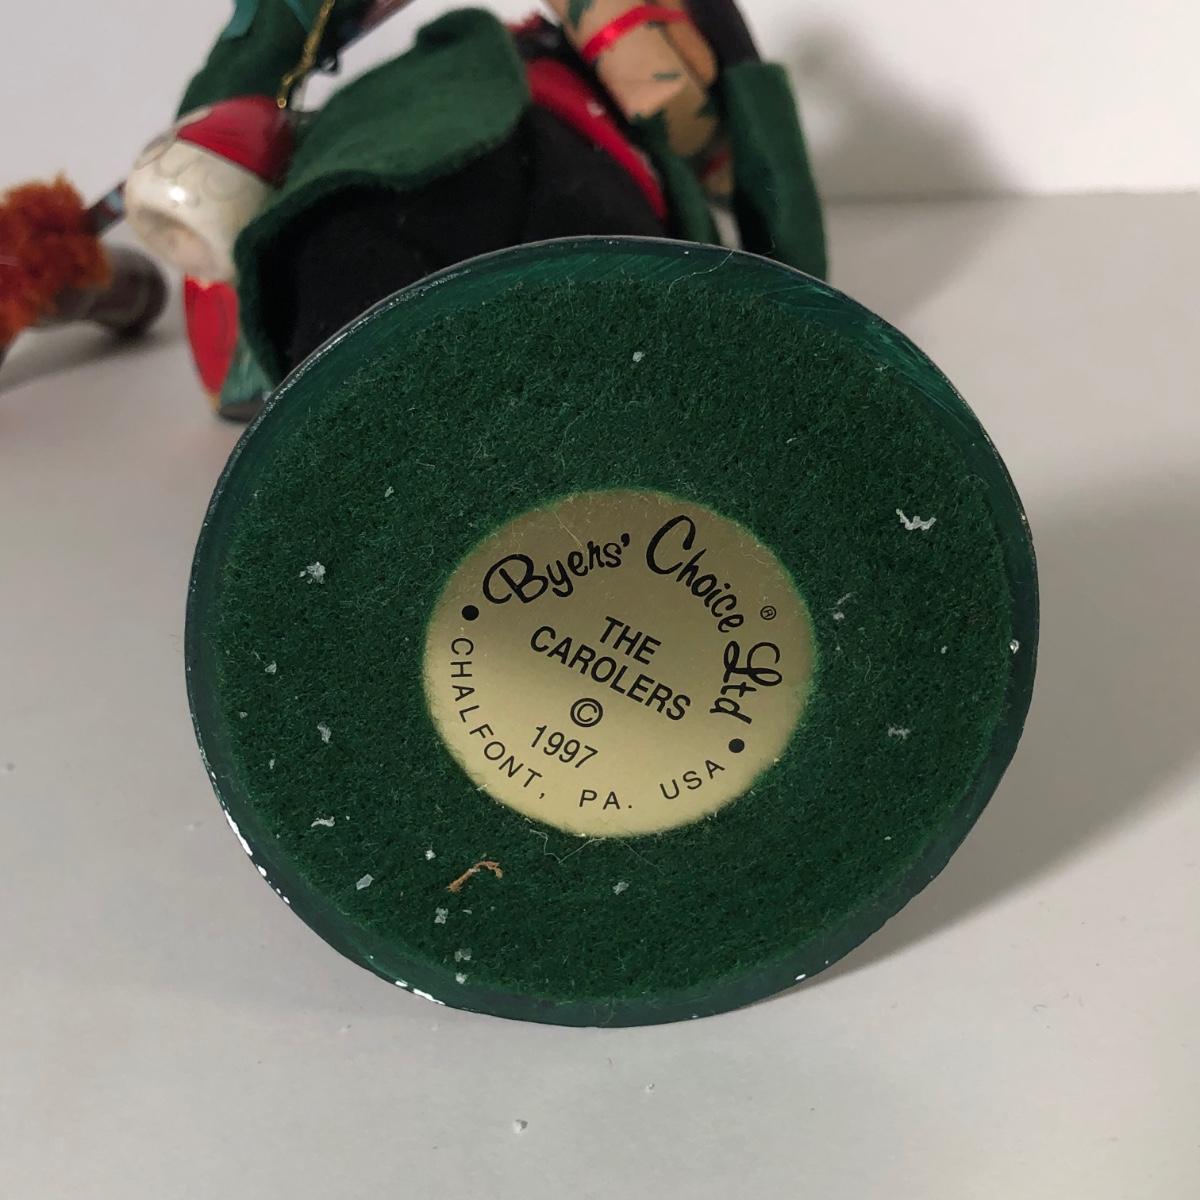 Byers' Choice Ltd ®
THE
CAROLERS
©
1997
• CHALFONT, PA. USA •